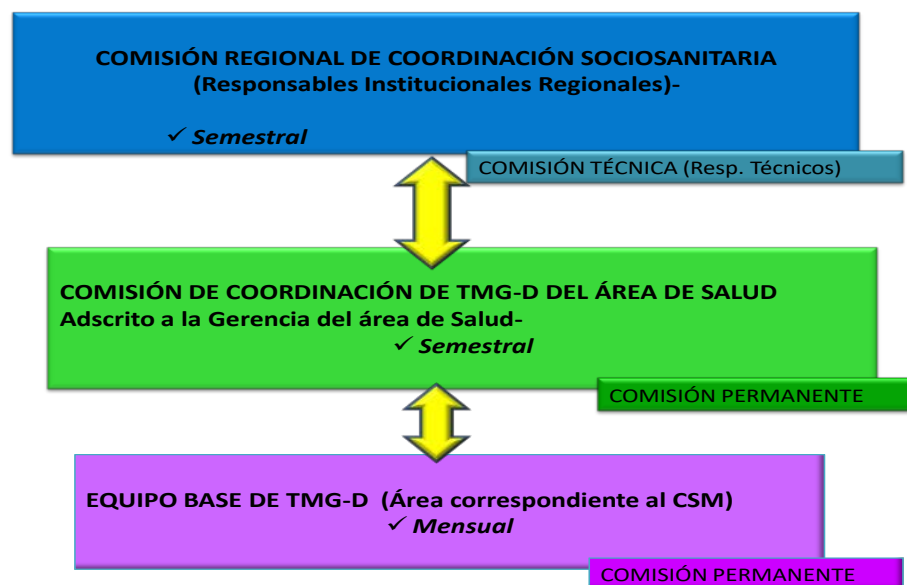 COMISIÓN REGIONAL DE COORDINACIÓN SOCIOSANITARIA
(Responsables Institucionales Regionales)-
✓ Semestral
COMISIÓN TÉCNICA (Resp. Técnicos)
COMISIÓN DE COORDINACIÓN DE TMG-D DEL ÁREA DE SALUD
Adscrito a la Gerencia del área de Salud-
✓ Semestral
COMISIÓN PERMANENTE
EQUIPO BASE DE TMG-D (Área correspondiente al CSM)
✓ Mensual
COMISIÓN PERMANENTE